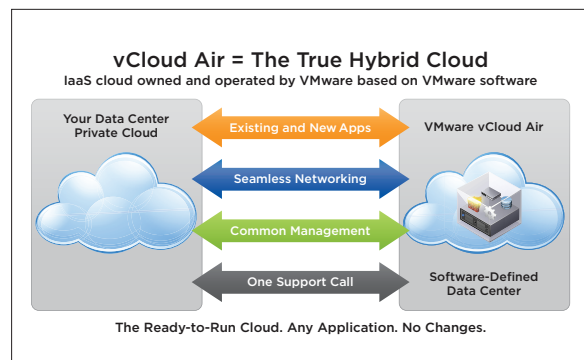 vCloud Air = The True Hybrid Cloud
IaaS cloud owned and operated by VMware based on VMware software
Your Data Center
Private Cloud
Existing and New Apps
VMware vCloud Air
Seamless Networking
Common Management
One Support Call
Software-Defined
Data Center
The Ready-to-Run Cloud. Any Application. No Changes.